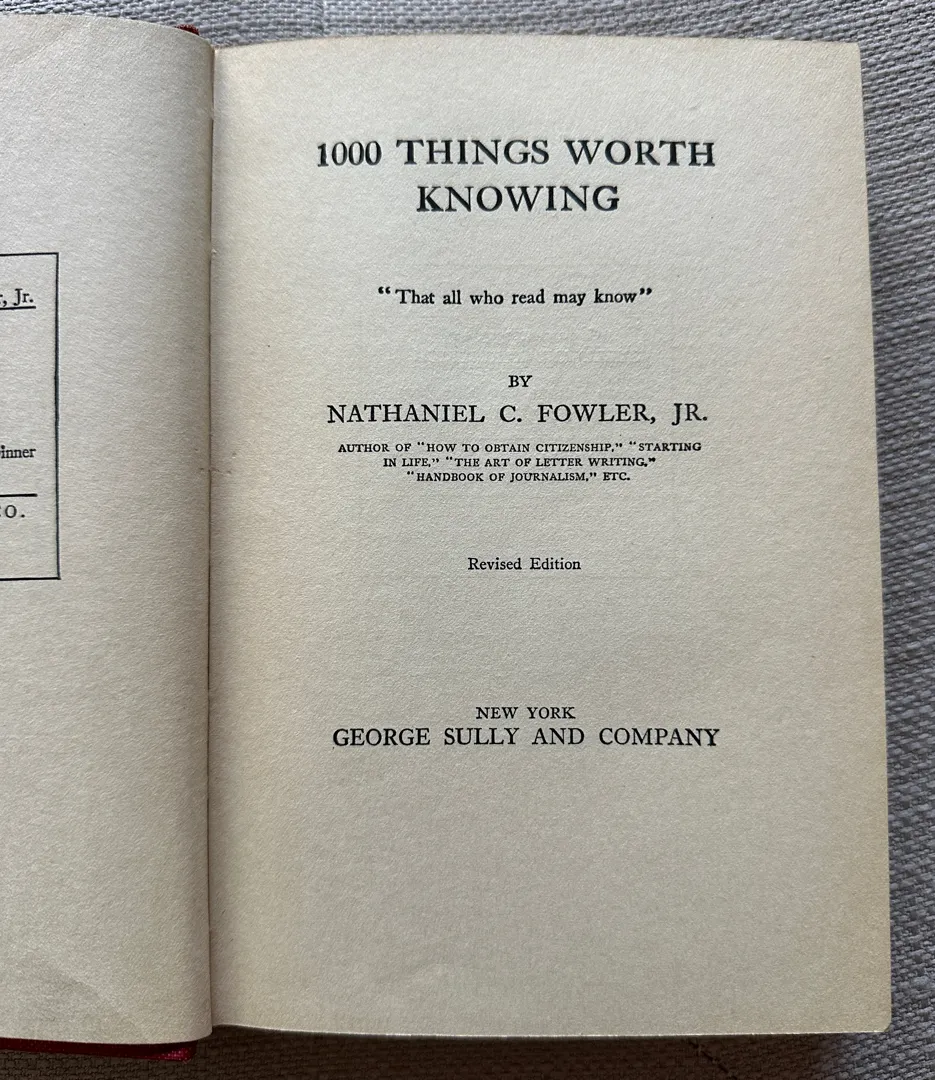 , Jr.
inner
CO.
1000 THINGS WORTH
KNOWING
“That all who read may know”
BY
NATHANIEL C. FOWLER, JR.
AUTHOR OF “HOW TO OBTAIN CITIZENSHIP,” “STARTING
IN LIFE,” “THE ART OF LETTER WRITING,”
“HANDBOOK OF JOURNALISM,” ETC.
Revised Edition
NEW YORK
GEORGE SULLY AND COMPANY